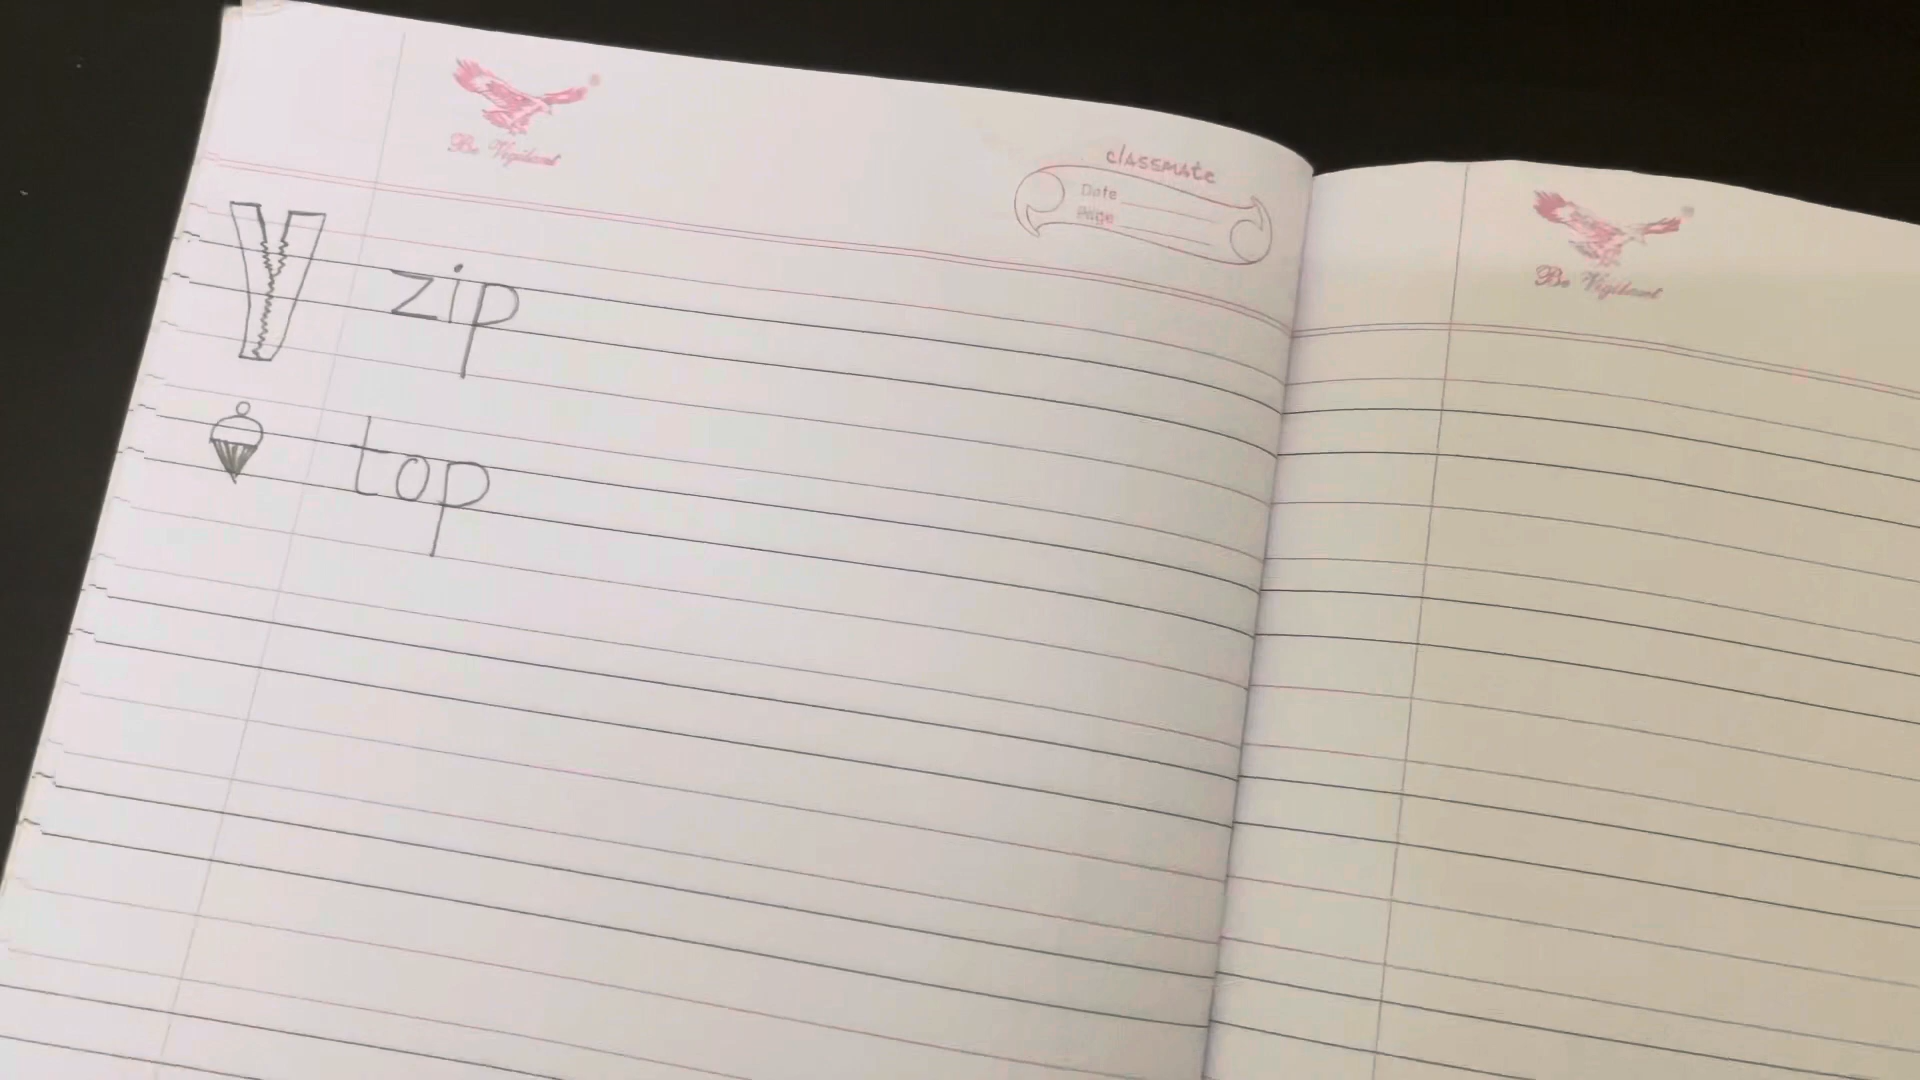 Be Vigilant
classmate
Date
Page
Be Vigilant
zip
top